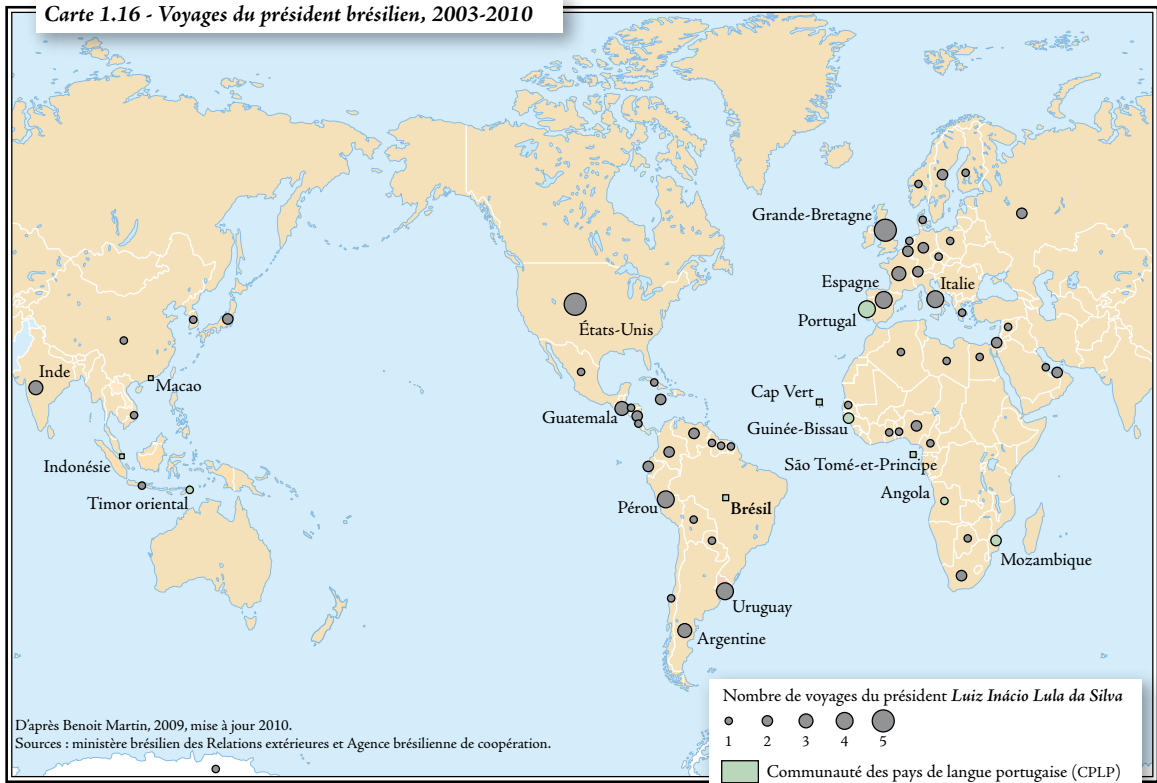 Carte 1.16 - Voyages du président brésilien, 2003-2010
Grande-Bretagne
Espagne
Italie
Portugal
États-Unis
Inde
Macao
Cap Vert
Guatemala
Guinée-Bissau
Indonésie
São Tomé-et-Principe
Timor oriental
Angola
Pérou
Brésil
Mozambique
Uruguay
Argentine
Nombre de voyages du président Luiz Inácio Lula da Silva
1 2 3 4 5
Communauté des pays de langue portugaise (CPLP)
D'après Benoit Martin, 2009, mise à jour 2010.
Sources : ministère brésilien des Relations extérieures et Agence brésilienne de coopération.